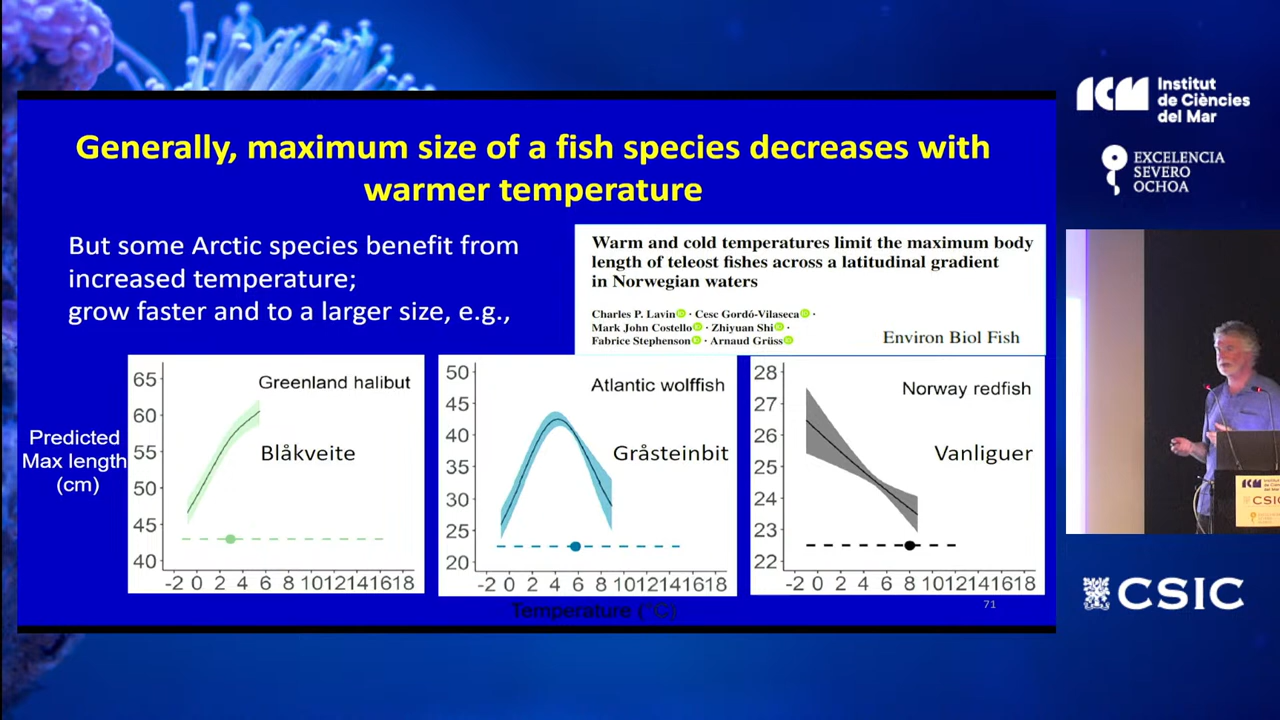 Generally, maximum size of a fish species decreases with
warmer temperature
But some Arctic species benefit from
increased temperature;
grow faster and to a larger size, e.g.,
Warm and cold temperatures limit the maximum body
length of teleost fishes across a latitudinal gradient
in Norwegian waters
Charles P. Lavin · Cesc Gordó-Vilaseca ·
Mark John Costello · Zhiyuan Shi ·
Fabrice Stephenson · Arnaud Grüss
Environ Biol Fish
Predicted
Max length
(cm)
65
60
55
50
45
40
Greenland halibut
Blåkveite
-2 0 2 4 6 8 10 12 14 16 18
50
45
40
35
30
25
20
Atlantic wolffish
Gråsteinbit
-2 0 2 4 6 8 10 12 14 16 18
28
27
26
25
24
23
22
Norway redfish
Vanliguer
-2 0 2 4 6 8 10 12 14 16 18
Temperature (°C)
71
ICM
Institut
de Ciències
del Mar
EXCELENCIA
SEVERO
OCHOA
ICM
CSIC
CSIC